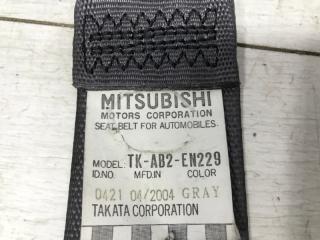 MITSUBISHI
MOTORS CORPORATION
SEAT BELT FOR AUTOMOBILES
MODEL: TK-AB2-EN229
ID.NO. MFD.IN COLOR
0421 04/2004 GRAY
TAKATA CORPORATION